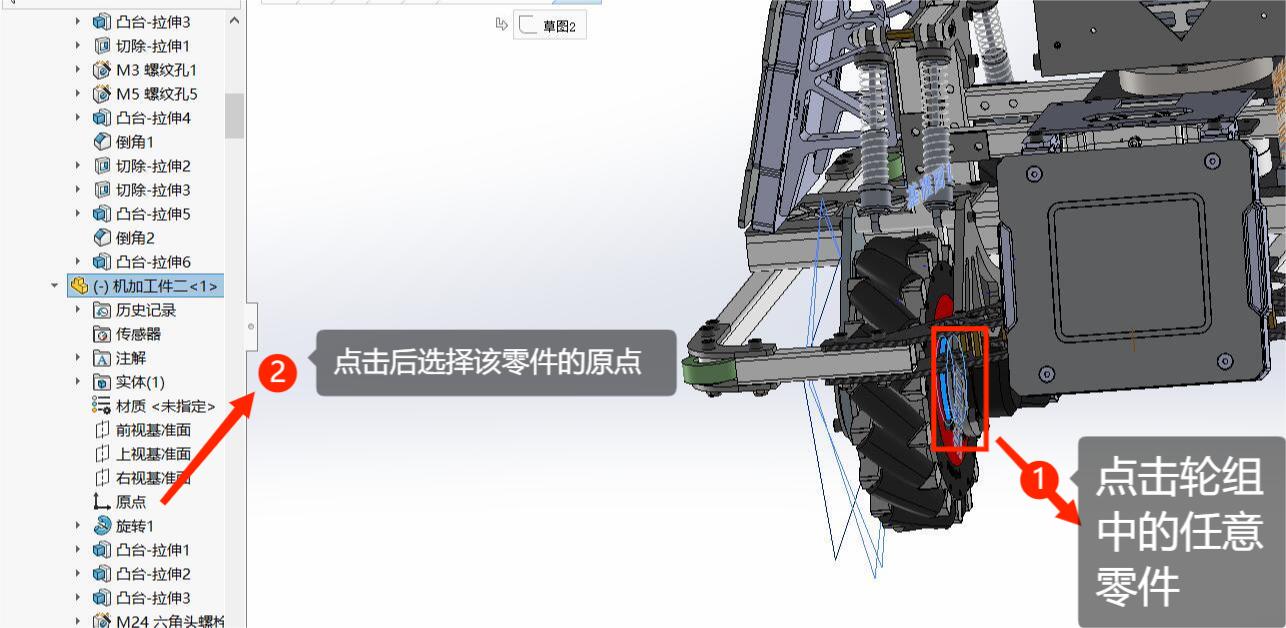 凸台-拉伸3
切除-拉伸1
M3 螺纹孔1
M5 螺纹孔5
凸台-拉伸4
倒角1
切除-拉伸2
切除-拉伸3
凸台-拉伸5
倒角2
凸台-拉伸6
(-) 机加工件二<1>
历史记录
传感器
注解
实体(1)
材质 <未指定>
前视基准面
上视基准面
右视基准面
原点
旋转1
凸台-拉伸1
凸台-拉伸2
凸台-拉伸3
M24 六角头螺栓
草图2
2
点击后选择该零件的原点
1
点击轮组
中的任意
零件